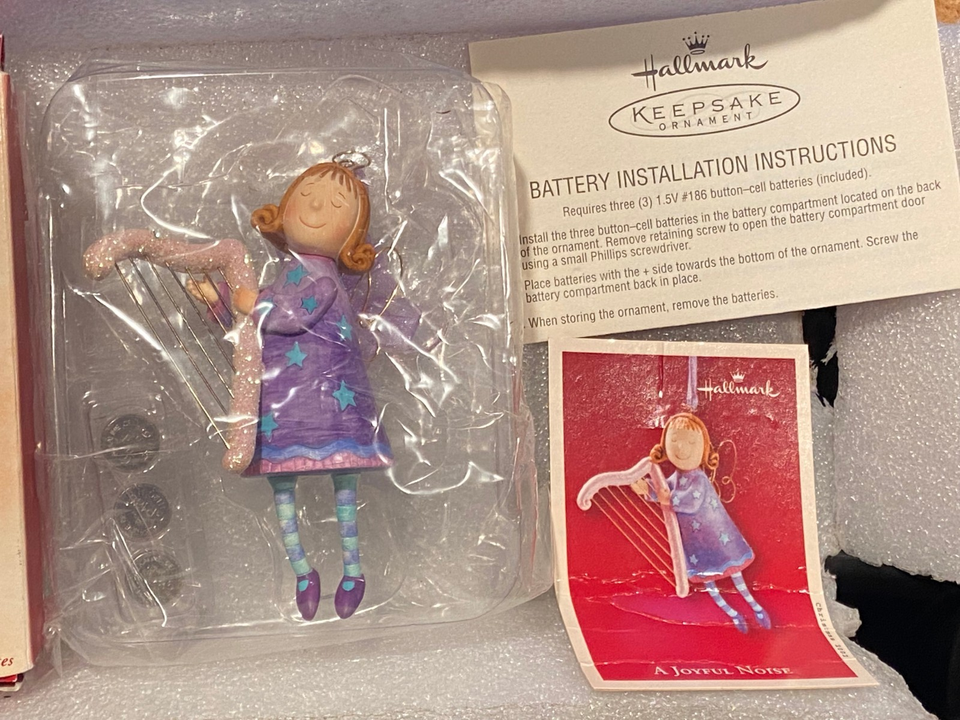 Hallmark
KEEPSAKE
ORNAMENT
BATTERY INSTALLATION INSTRUCTIONS
Requires three (3) 1.5V #186 button–cell batteries (included).
Install the three button–cell batteries in the battery compartment located on the back
of the ornament. Remove retaining screw to open the battery compartment door
using a small Phillips screwdriver.
Place batteries with the + side towards the bottom of the ornament. Screw the
battery compartment back in place.
When storing the ornament, remove the batteries.
Hallmark
A JOYFUL NOISE
es